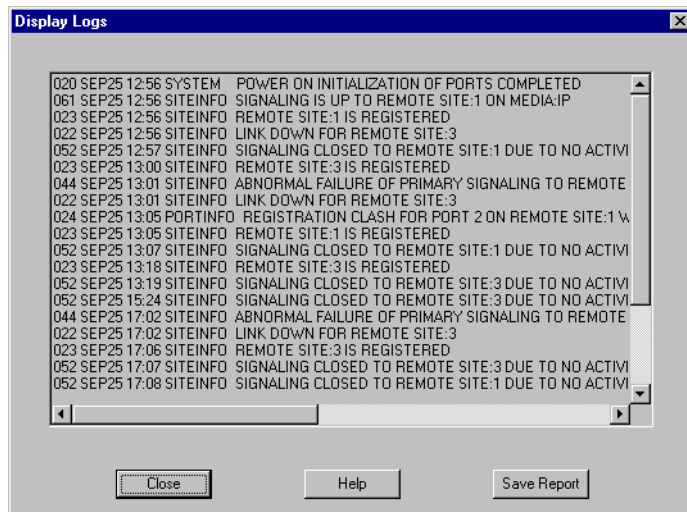 Display Logs
020 SEP25 12:56 SYSTEM POWER ON INITIALIZATION OF PORTS COMPLETED
061 SEP25 12:56 SITEINFO SIGNALING IS UP TO REMOTE SITE:1 ON MEDIA:IP
023 SEP25 12:56 SITEINFO REMOTE SITE:1 IS REGISTERED
022 SEP25 12:56 SITEINFO LINK DOWN FOR REMOTE SITE:3
052 SEP25 12:57 SITEINFO SIGNALING CLOSED TO REMOTE SITE:1 DUE TO NO ACTIVI
023 SEP25 13:00 SITEINFO REMOTE SITE:3 IS REGISTERED
044 SEP25 13:01 SITEINFO ABNORMAL FAILURE OF PRIMARY SIGNALING TO REMOTE
022 SEP25 13:01 SITEINFO LINK DOWN FOR REMOTE SITE:3
024 SEP25 13:05 PORTINFO REGISTRATION CLASH FOR PORT 2 ON REMOTE SITE:1
023 SEP25 13:05 SITEINFO REMOTE SITE:1 IS REGISTERED
052 SEP25 13:07 SITEINFO SIGNALING CLOSED TO REMOTE SITE:1 DUE TO NO ACTIVI
023 SEP25 13:18 SITEINFO REMOTE SITE:3 IS REGISTERED
052 SEP25 13:19 SITEINFO SIGNALING CLOSED TO REMOTE SITE:3 DUE TO NO ACTIVI
052 SEP25 15:24 SITEINFO SIGNALING CLOSED TO REMOTE SITE:3 DUE TO NO ACTIVI
044 SEP25 17:02 SITEINFO ABNORMAL FAILURE OF PRIMARY SIGNALING TO REMOTE
022 SEP25 17:02 SITEINFO LINK DOWN FOR REMOTE SITE:3
023 SEP25 17:06 SITEINFO REMOTE SITE:3 IS REGISTERED
052 SEP25 17:07 SITEINFO SIGNALING CLOSED TO REMOTE SITE:3 DUE TO NO ACTIVI
052 SEP25 17:08 SITEINFO SIGNALING CLOSED TO REMOTE SITE:1 DUE TO NO ACTIVI
Close Help Save Report